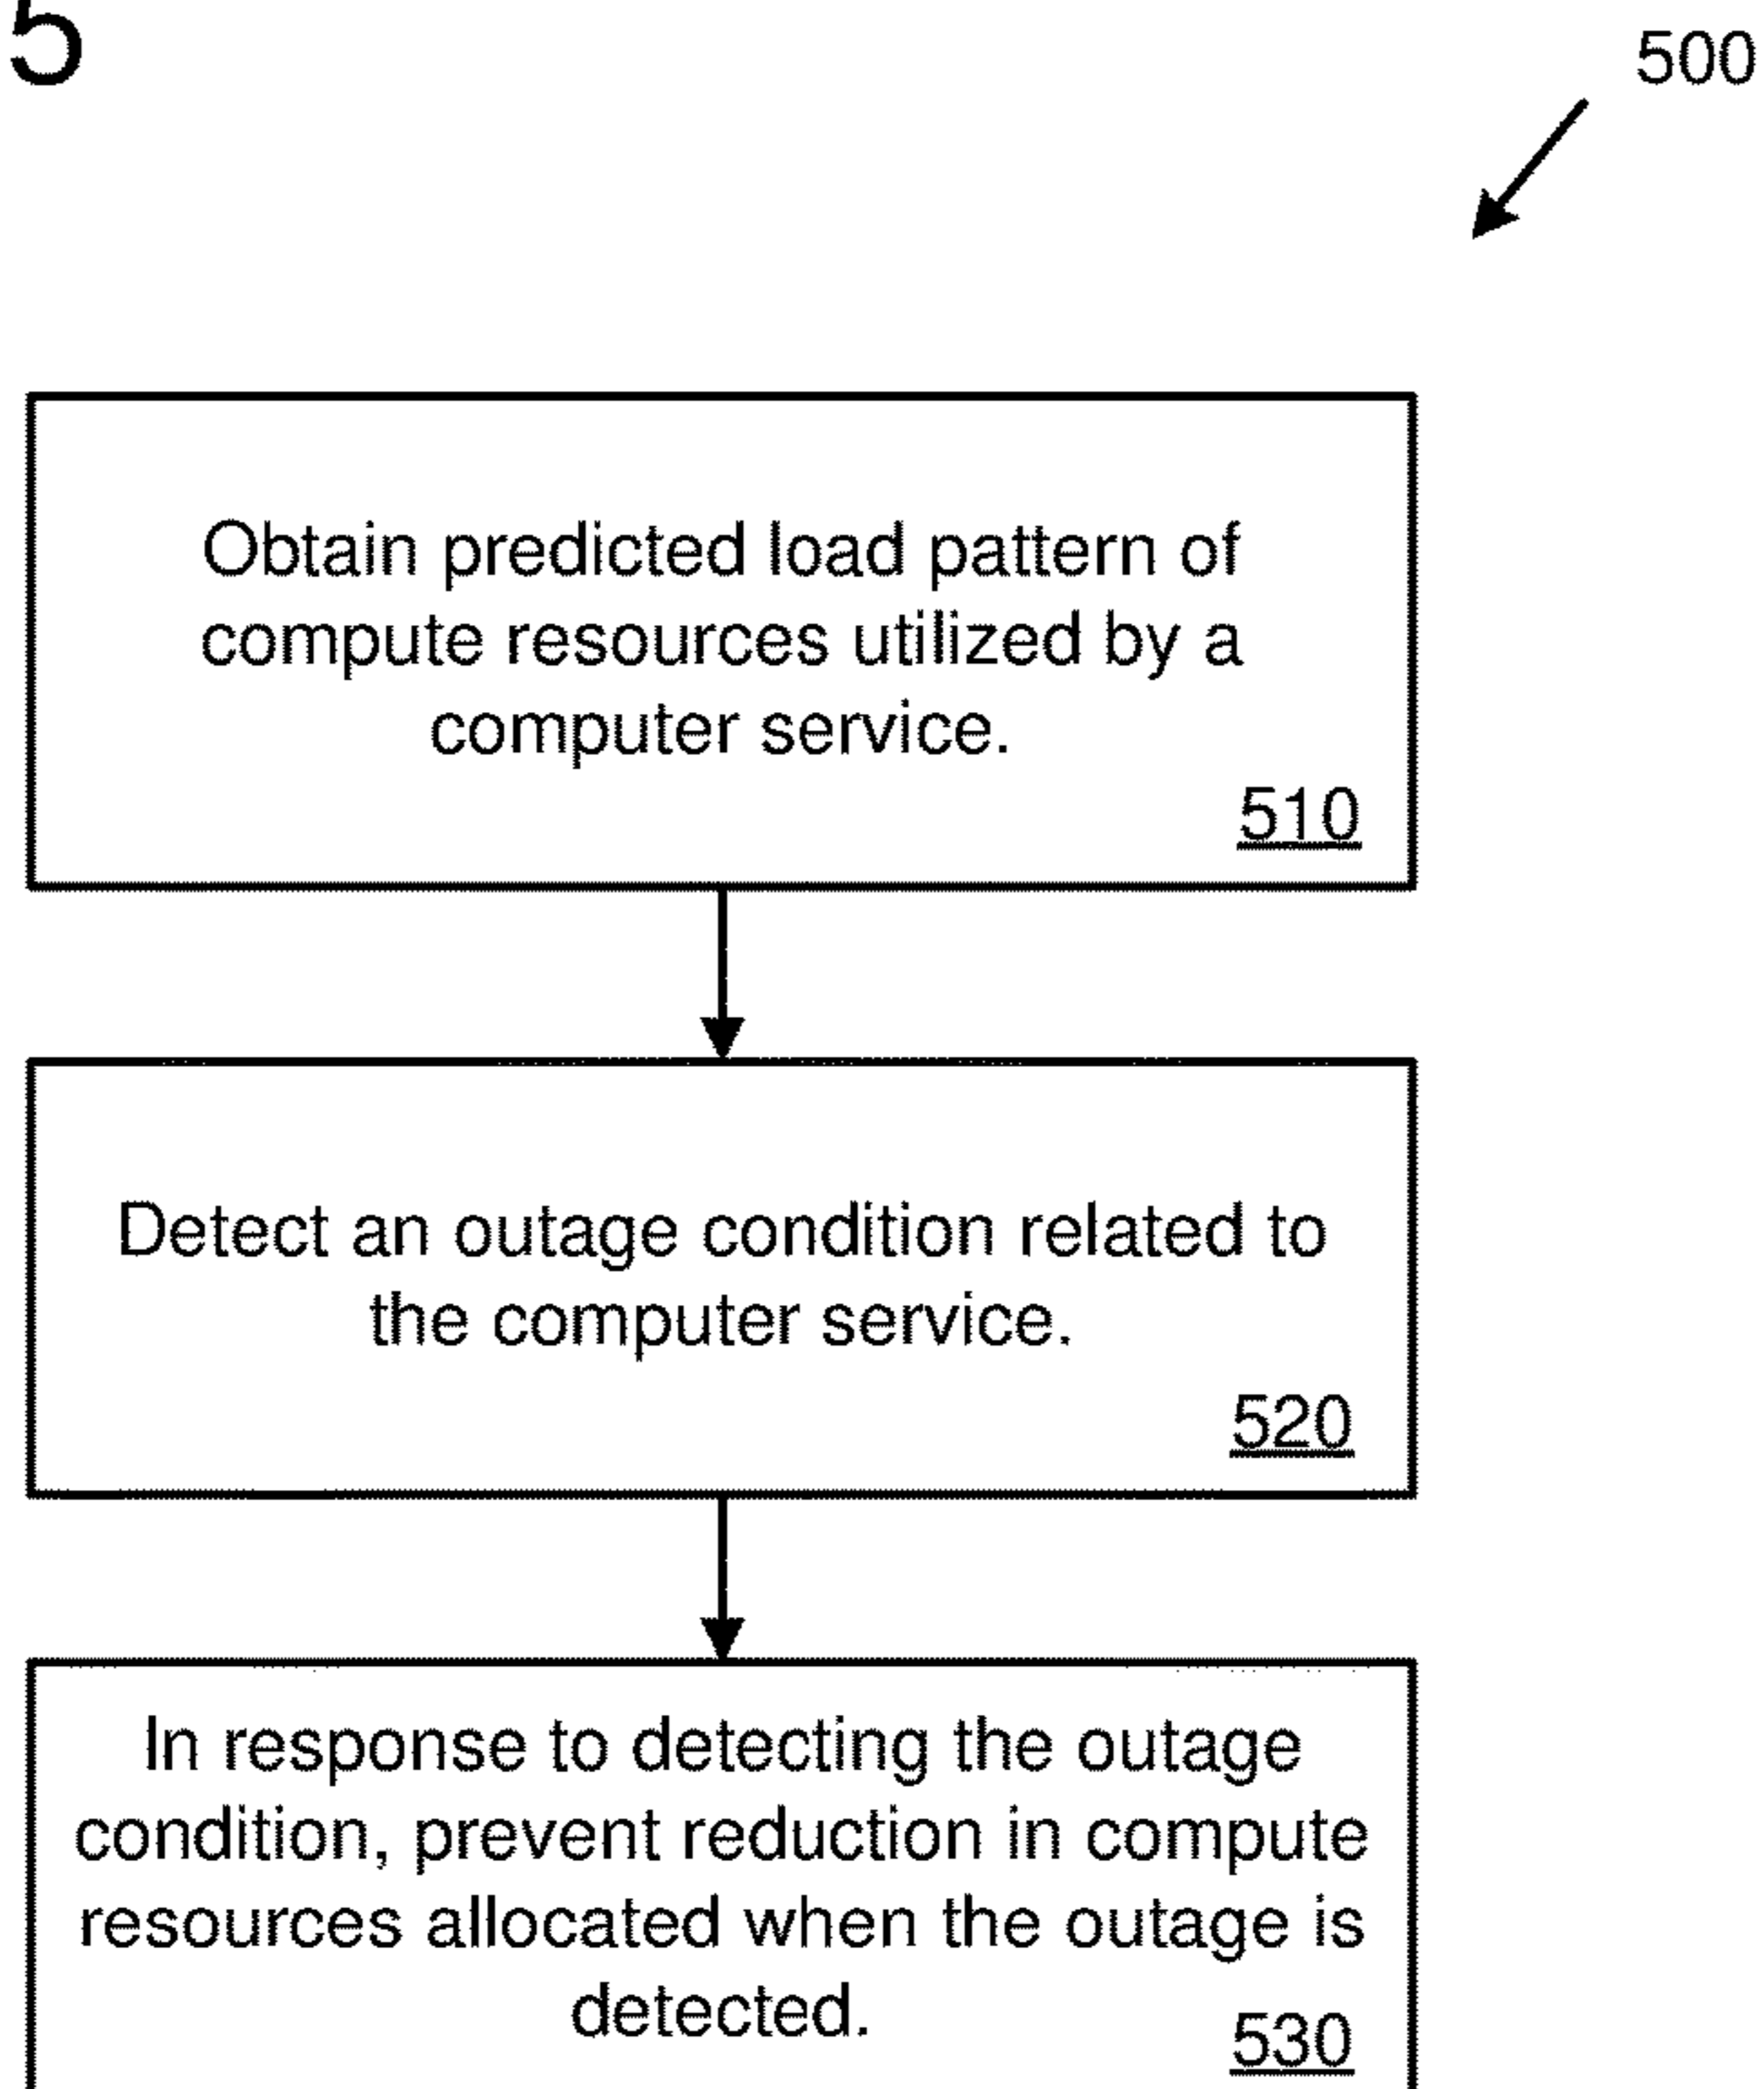 5
500
Obtain predicted load pattern of
compute resources utilized by a
computer service.
510
Detect an outage condition related to
the computer service.
520
In response to detecting the outage
condition, prevent reduction in compute
resources allocated when the outage is
detected.
530